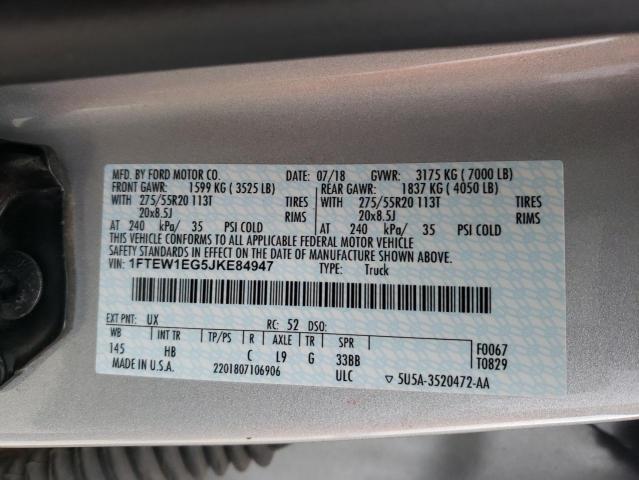 MFD. BY FORD MOTOR CO. DATE: 07/18 GVWR: 3175 KG ( 7000 LB)
FRONT GAWR: 1599 KG ( 3525 LB) REAR GAWR: 1837 KG ( 4050 LB)
WITH 275/55R20 113T TIRES WITH 275/55R20 113T TIRES
20x8.5J RIMS 20x8.5J RIMS
AT 240 kPa/ 35 PSI COLD AT 240 kPa/ 35 PSI COLD
THIS VEHICLE CONFORMS TO ALL APPLICABLE FEDERAL MOTOR VEHICLE
SAFETY STANDARDS IN EFFECT ON THE DATE OF MANUFACTURE SHOWN ABOVE.
VIN: 1FTEW1EG5JKE84947 TYPE: Truck
EXT PNT: UX RC: 52 DSO:
WB INT TR TP/PS R AXLE TR SPR F0067
145 HB C L9 G 33BB T0829
MADE IN U.S.A. 2201807106906 ULC ▽ 5U5A-3520472-AA